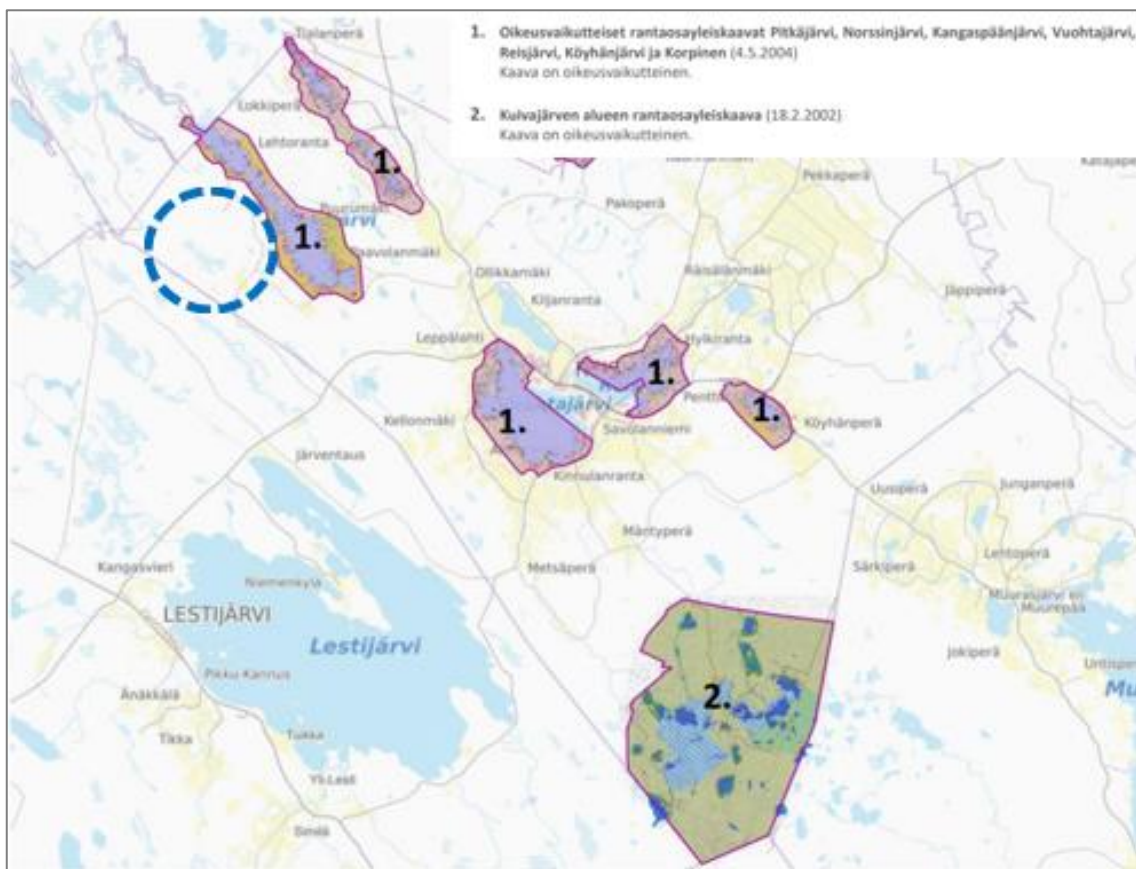 1. Oikeusvaikutteiset rantaosayleiskaavat Pitkäjärvi, Norssinjärvi, Kangaspäänjärvi, Vuohtajärvi,
Reisjärvi, Köyhänjärvi ja Korpinen (4.5.2004)
Kaava on oikeusvaikutteinen.
2. Kuivajärven alueen rantaosayleiskaava (18.2.2002)
Kaava on oikeusvaikutteinen.
Tialanperä
Lokkiperä
Lehtoranta
1.
Pekkaperä
Pakoperä
1.
Räisälänmäki
Ollikkamäki
Kiljanranta
Jäppiperä
Leppälahti
Hylkiranta
1.
1.
1.
Köyhänperä
Kellonmäki
Savolanniemi
Järventaus
Kinnulanranta
Uusiperä
Junganperä
Mäntyperä
Lehtoperä
Kangasvieri
Metsäperä
Särkiperä
Niemenkylä
LESTIJÄRVI
Lestijärvi
Jokiperä
Pikku-Kannus
Änäkkälä
2.
Mu
Tikka
Tukka
Yli-Lesti